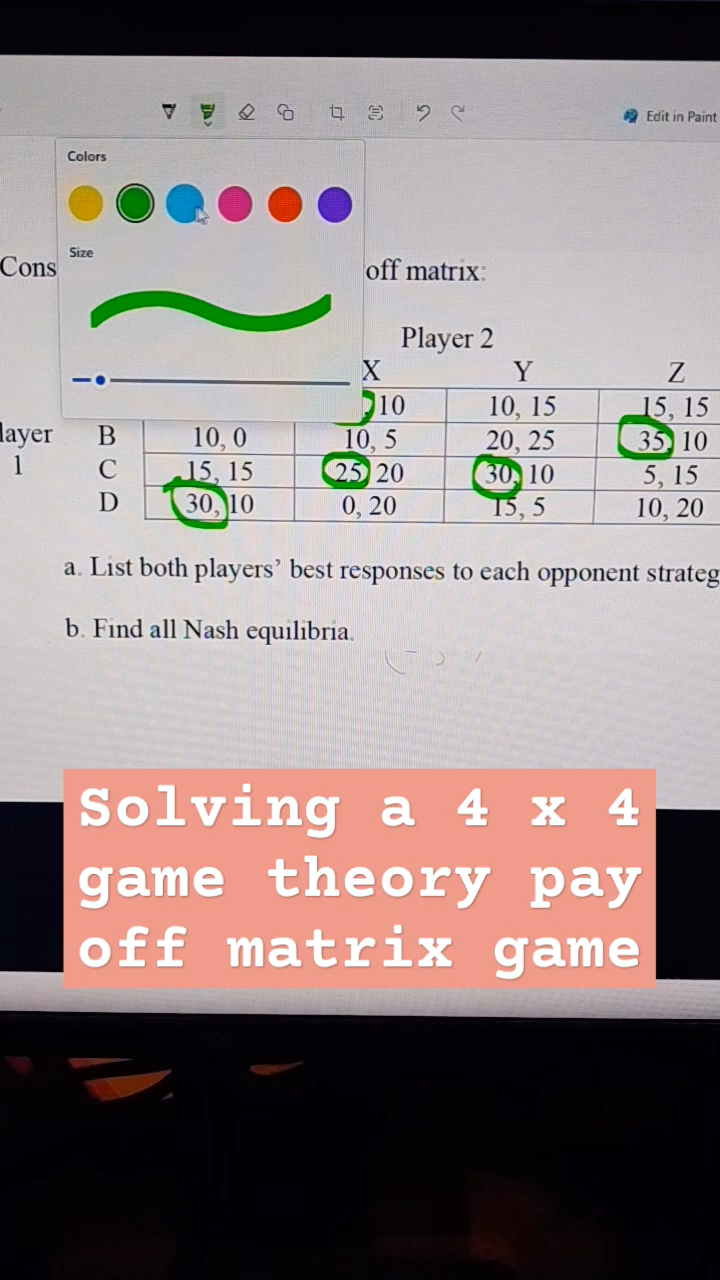 Edit in Paint
Colors
Size
Cons off matrix:
Player 2
X Y Z
10 10, 15 15, 15
layer B 10, 0 10, 5 20, 25 35, 10
1 C 15, 15 25, 20 30, 10 5, 15
D 30, 10 0, 20 15, 5 10, 20
a. List both players’ best responses to each opponent strateg
b. Find all Nash equilibria.
Solving a 4 x 4
game theory pay
off matrix game